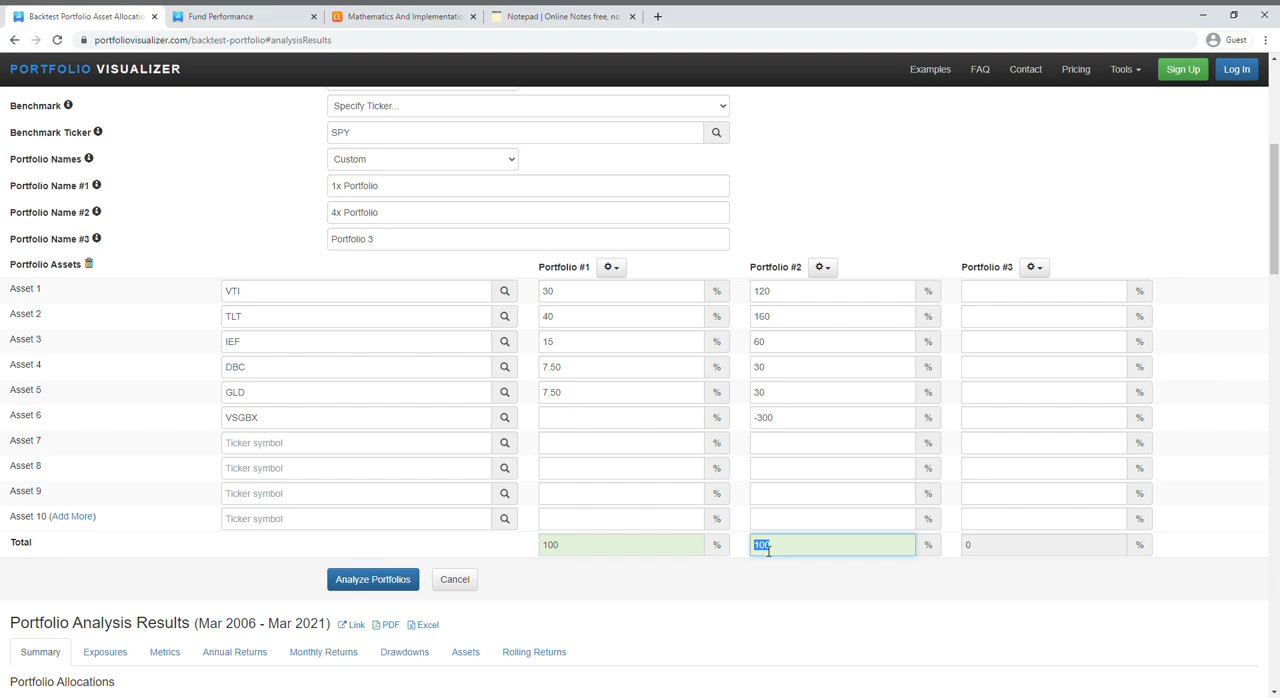 Backtest Portfolio Asset Allocatio
Fund Performance
Mathematics And Implementatio
Notepad | Online Notes free, no
portfoliovisualizer.com/backtest-portfolio#analysisResults
Guest
PORTFOLIO VISUALIZER
Examples FAQ Contact Pricing Tools Sign Up Log In
Benchmark Specify Ticker...
Benchmark Ticker SPY
Portfolio Names Custom
Portfolio Name #1 1x Portfolio
Portfolio Name #2 4x Portfolio
Portfolio Name #3 Portfolio 3
Portfolio Assets Portfolio #1 Portfolio #2 Portfolio #3
Asset 1 VTI 30 % 120 % %
Asset 2 TLT 40 % 160 % %
Asset 3 IEF 15 % 60 % %
Asset 4 DBC 7.50 % 30 % %
Asset 5 GLD 7.50 % 30 % %
Asset 6 VSGBX % -300 % %
Asset 7 Ticker symbol % % %
Asset 8 Ticker symbol % % %
Asset 9 Ticker symbol % % %
Asset 10 (Add More) Ticker symbol % % %
Total 100 % 100 % 0 %
Analyze Portfolios Cancel
Portfolio Analysis Results (Mar 2006 - Mar 2021) Link PDF Excel
Summary Exposures Metrics Annual Returns Monthly Returns Drawdowns Assets Rolling Returns
Portfolio Allocations